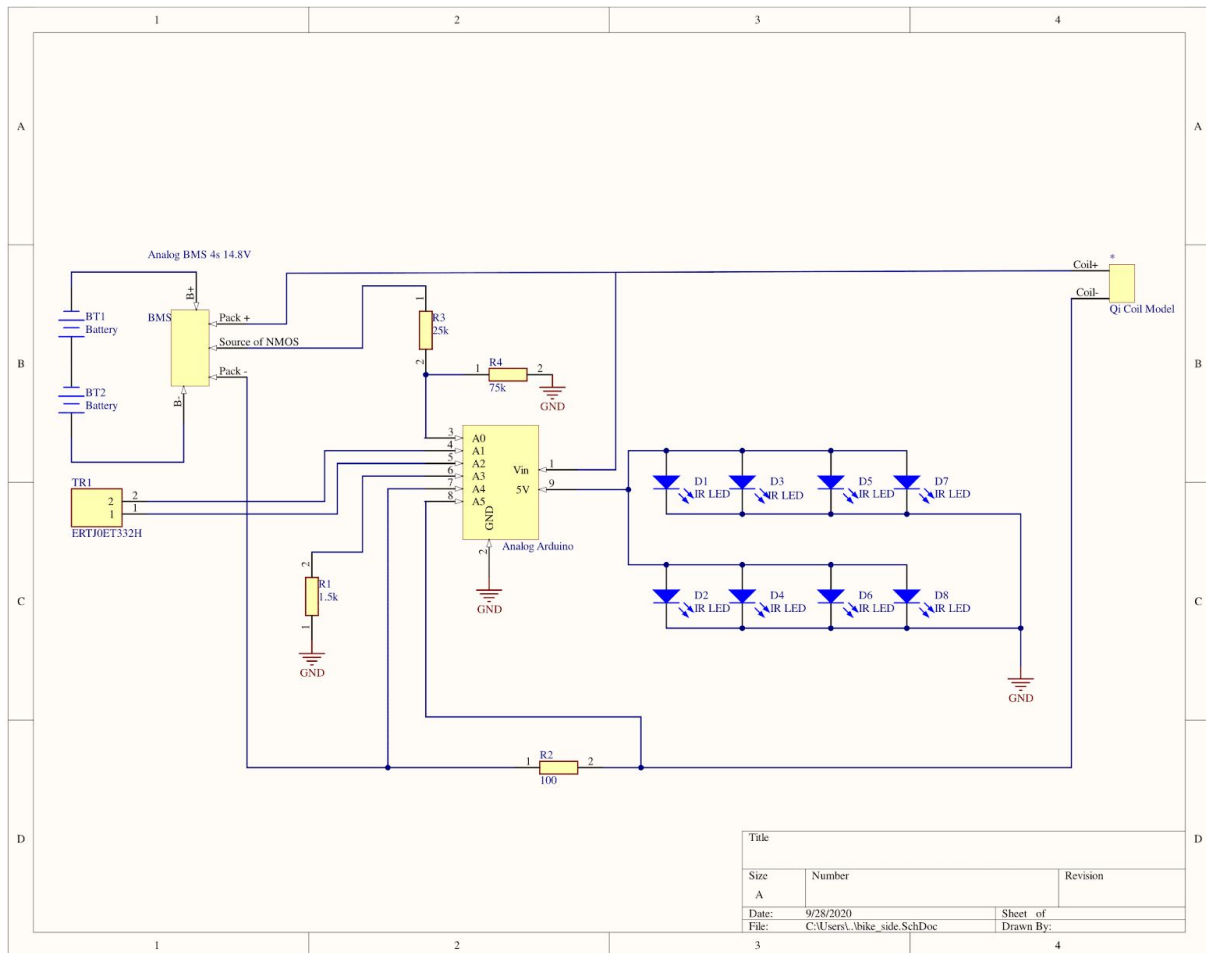 1 2 3 4
A A
Analog BMS 4s 14.8V
*
Coil+
B+
Coil-
BT1
BMS
Pack +
1
R3
Qi Coil Model
Battery
25k
Source of NMOS
2
B B
R4
Pack -
1 2
BT2
75k
Battery
B-
GND
3 A0
4 A1
5 A2
Vin 1
6 A3
7 A4
5V 9
8 A5
GND
2
Analog Arduino
TR1
2 2
1 1
ERTJ0ET332H
D1 D3 D5 D7
IR LED IR LED IR LED IR LED
2
R1
1.5k
1
GND
GND
C C
D2 D4 D6 D8
IR LED IR LED IR LED IR LED
GND
R2
1 2
100
D D
Title
Size Number Revision
A
Date: 9/28/2020 Sheet of
File: C:\Users\..\bike_side.SchDoc Drawn By:
1 2 3 4